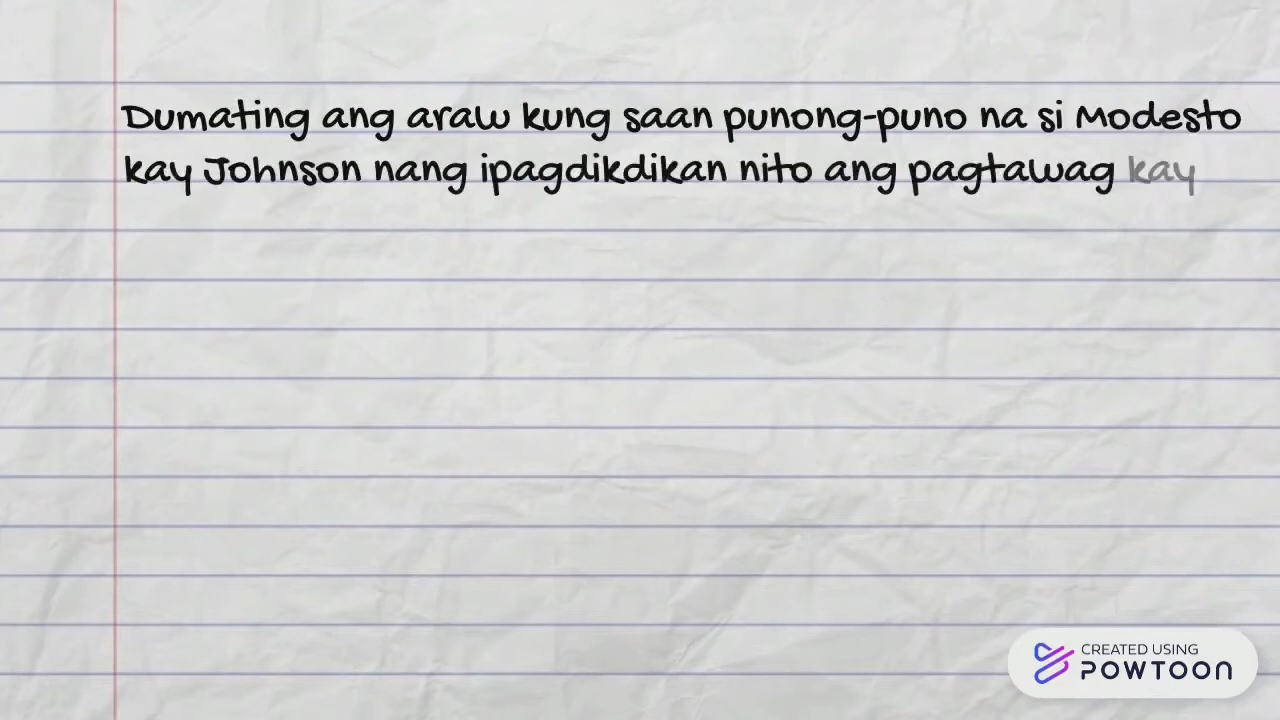 Dumating ang araw kung saan punong-puno na si Modesto
kay Johnson nang ipagdikdikan nito ang pagtawag kay
CREATED USING
POWTOON